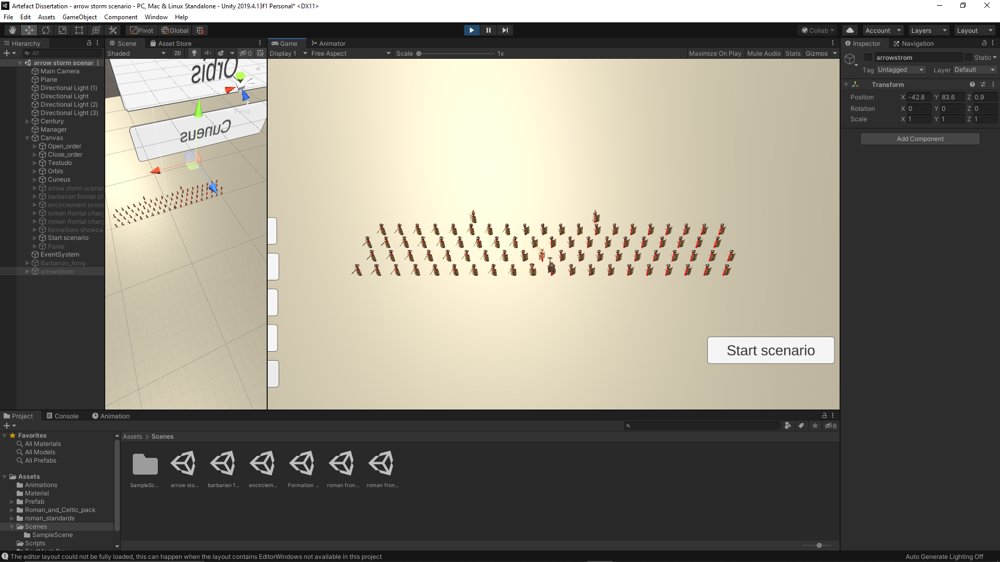 Artefact Dissertation - arrow storm scenario - PC, Mac & Linux Standalone - Unity 2019.4.13f1 Personal* <DX11>
File Edit Assets GameObject Component Window Help
Pivot Global Collab Account Layers Layout
Hierarchy
All
arrow storm scenar
Main Camera
Plane
Directional Light (1)
Directional Light
Directional Light (2)
Directional Light (3)
Century
Manager
Canvas
Open_order
Close_order
Testudo
Orbis
Cuneus
arrow storm scenar
barbarian frontal ch
encirclement scena
roman frontal charg
roman frontal charg
formations showca
Start scenario
Panel
EventSystem
Barbarian_Army
arrowstrom
Scene Asset Store
Shaded 2D 0
Orbis
Persp
Cuneus
Game Animator
Display 1 Free Aspect Scale 1x Maximize On Play Mute Audio Stats Gizmos
Start scenario
Inspector Navigation
arrowstrom Static
Tag Untagged Layer Default
Transform
Position X -42.8 Y 83.6 Z 0.9
Rotation X 0 Y 0 Z 0
Scale X 1 Y 1 Z 1
Add Component
Project Console Animation
8
Favorites
All Materials
All Models
All Prefabs
Assets
Animations
Material
Prefab
Roman_and_Celtic_pack
roman_standards
Scenes
SampleScene
Scripts
Assets > Scenes
SampleSc... arrow sto... barbarian f... encirclem... Formation ... roman fron... roman fron...
The editor layout could not be fully loaded, this can happen when the layout contains EditorWindows not available in this project
Auto Generate Lighting Off